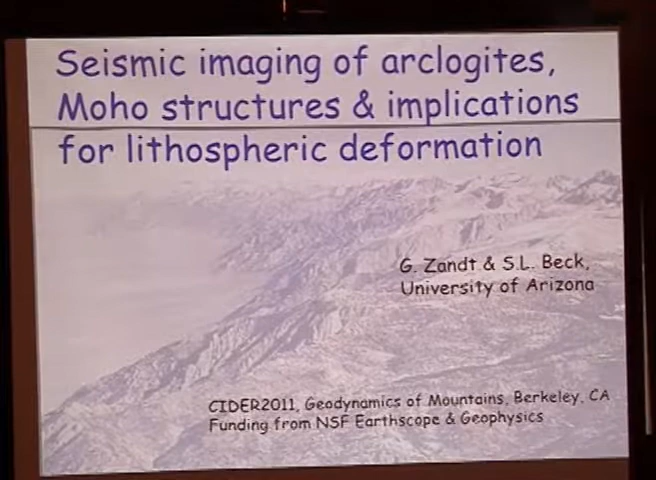 Seismic imaging of arclogites,
Moho structures & implications
for lithospheric deformation
G. Zandt & S.L. Beck,
University of Arizona
CIDER2011, Geodynamics of Mountains, Berkeley, CA
Funding from NSF Earthscope & Geophysics